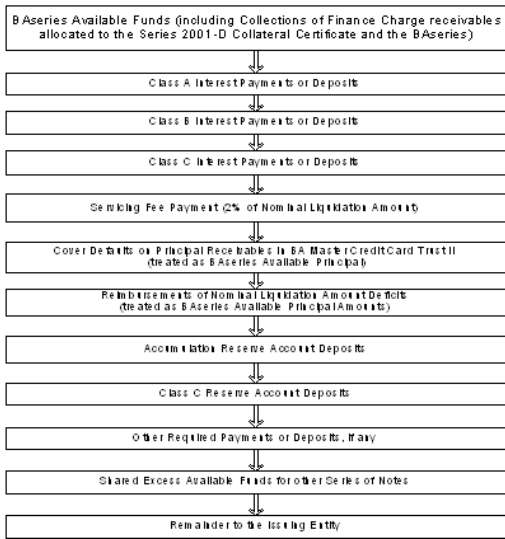 BAseries Available Funds (including Collections of Finance Charge receivables
allocated to the Series 2001-D Collateral Certificate and the BAseries)
Class A Interest Payments or Deposits
Class B Interest Payments or Deposits
Class C Interest Payments or Deposits
Servicing Fee Payment (2% of Nominal Liquidation Amount)
Cover Defaults on Principal Receivables in BA Master Credit Card Trust II
(treated as BAseries Available Principal)
Reimbursements of Nominal Liquidation Amount Deficits
(treated as BAseries Available Principal Amounts)
Accumulation Reserve Account Deposits
Class C Reserve Account Deposits
Other Required Payments or Deposits, if any
Shared Excess Available Funds for other Series of Notes
Remainder to the Issuing Entity